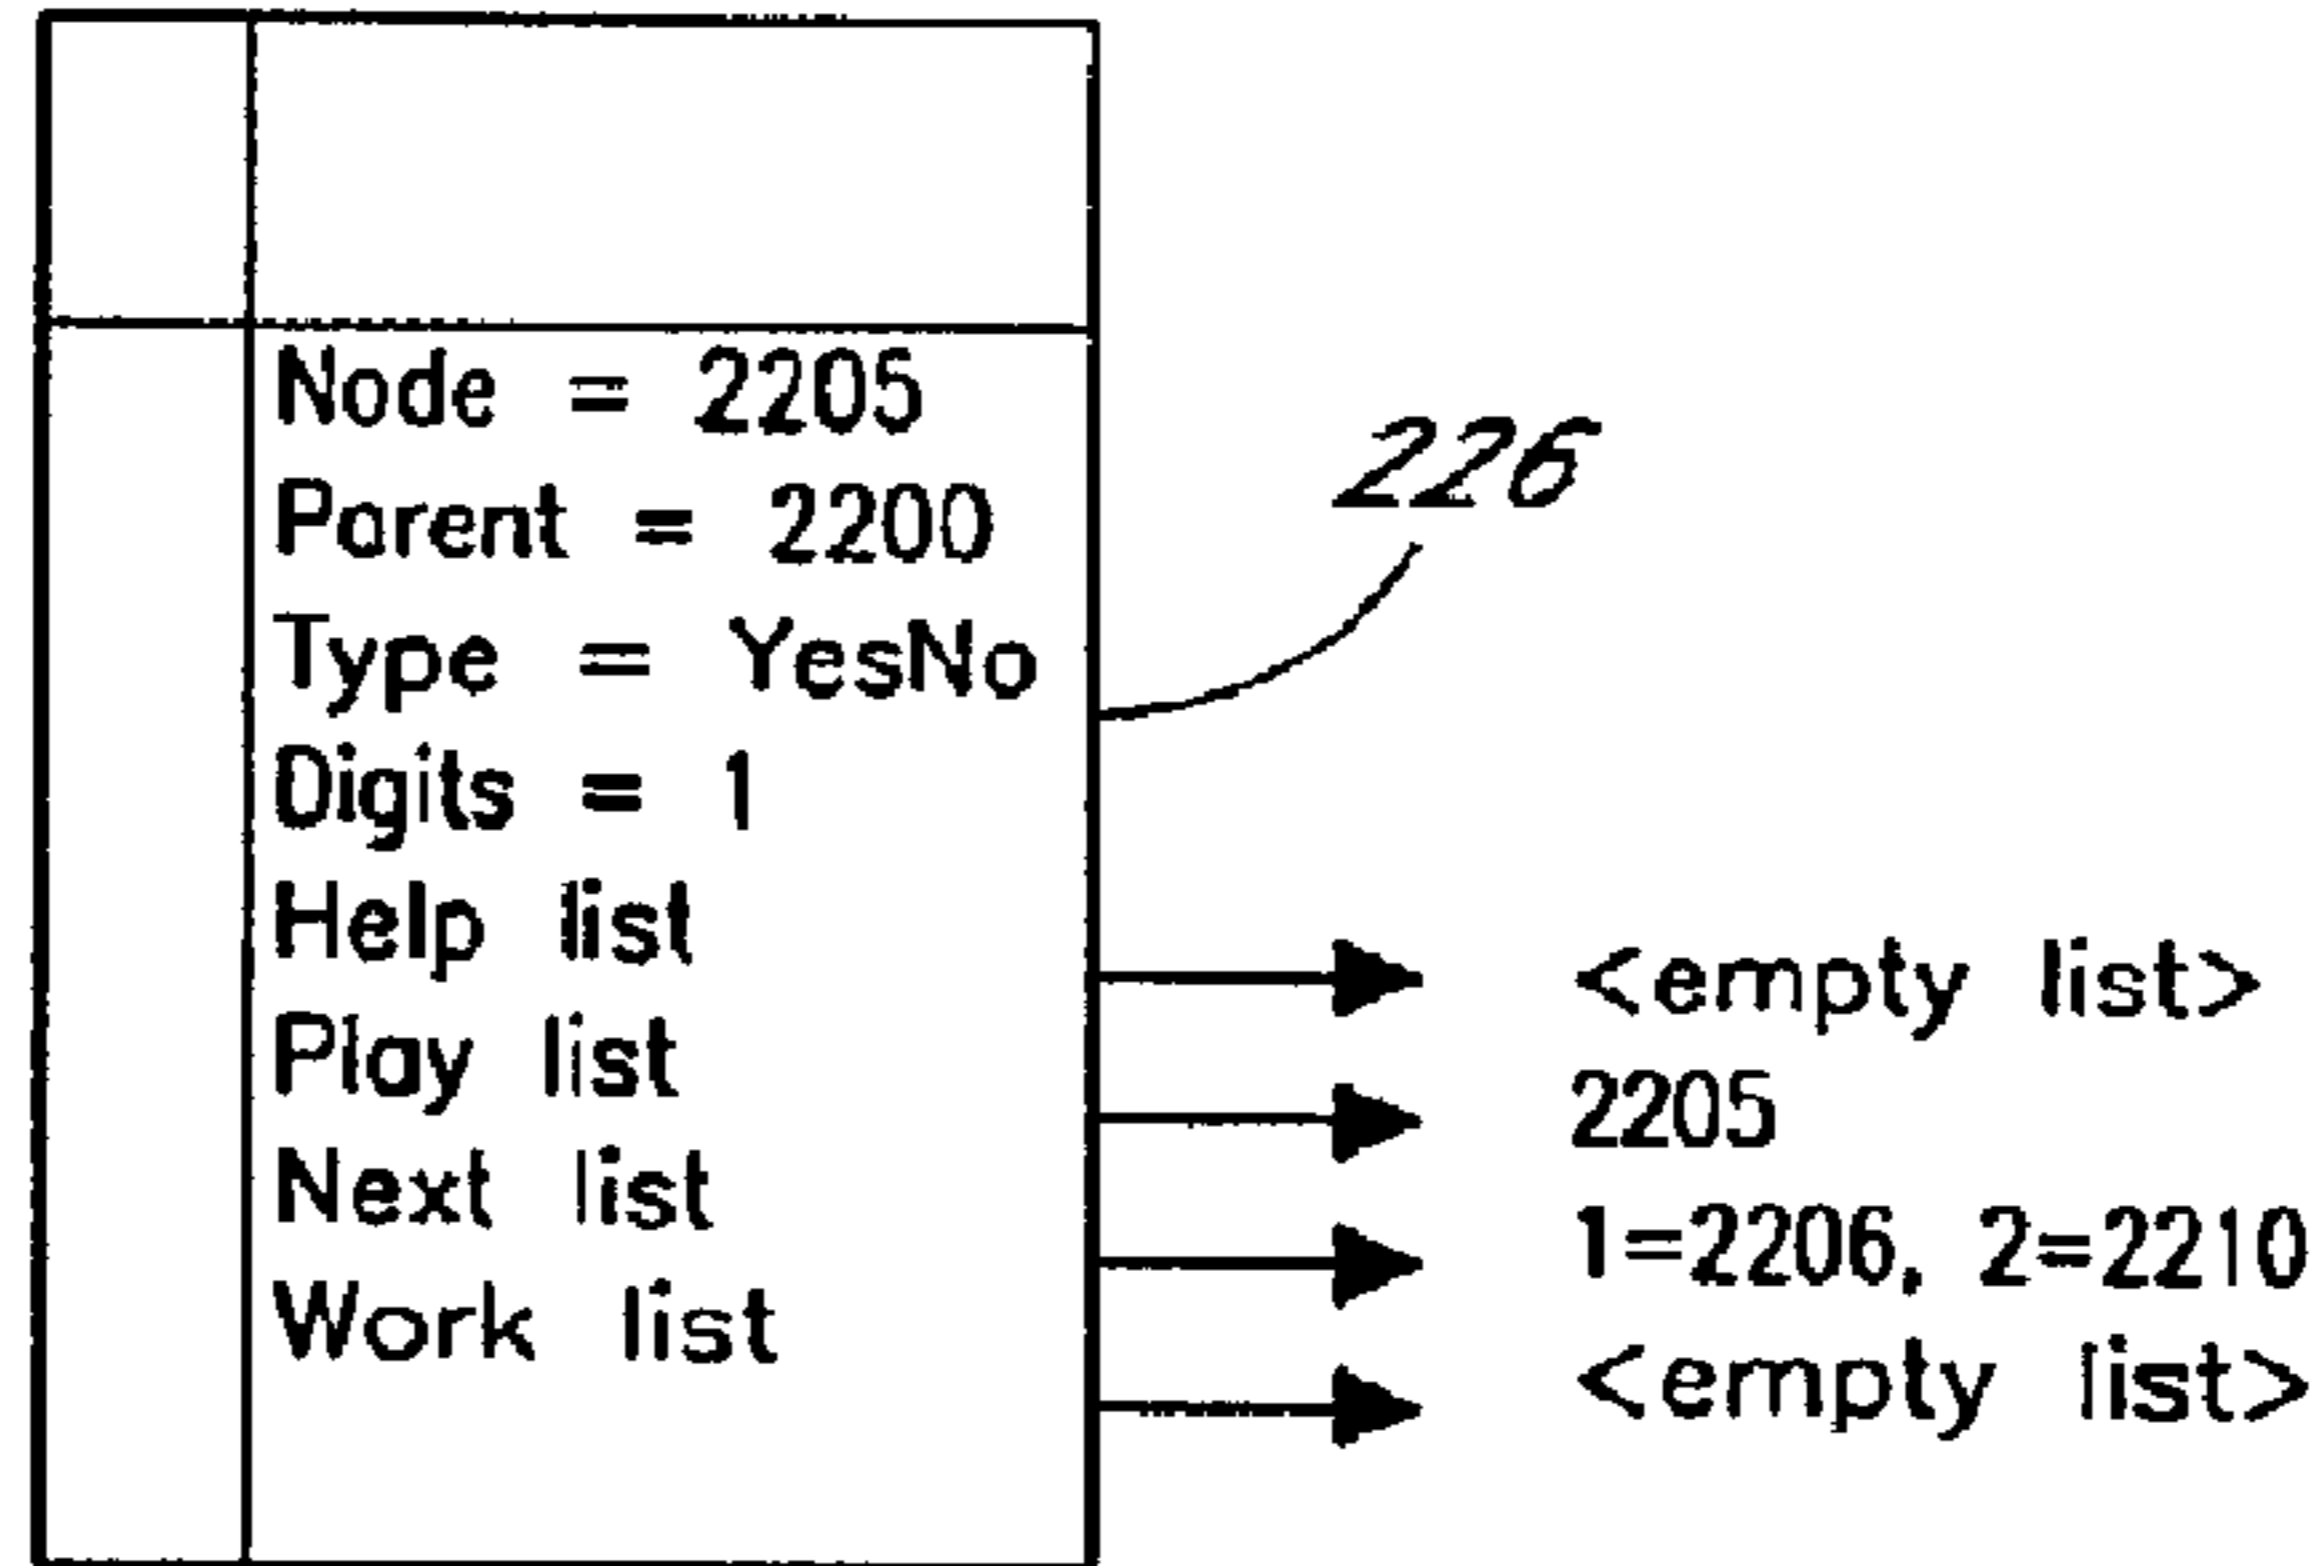 Node = 2205
226
Parent = 2200
Type = YesNo
Digits = 1
Help list
<empty list>
Play list
2205
Next list
1=2206, 2=2210
Work list
<empty list>